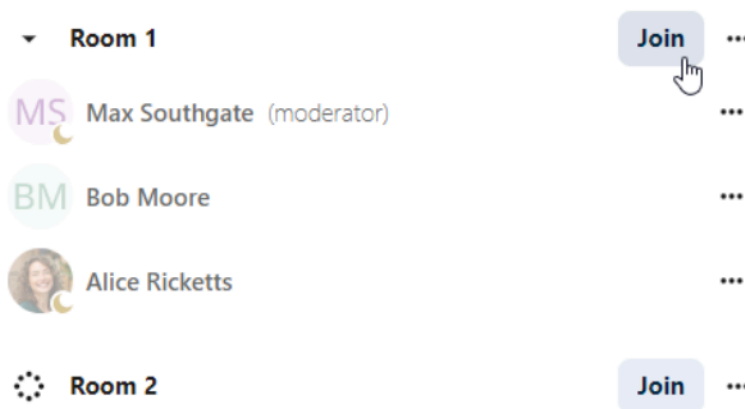 Room 1 Join
MS Max Southgate (moderator)
BM Bob Moore
Alice Ricketts
Room 2 Join